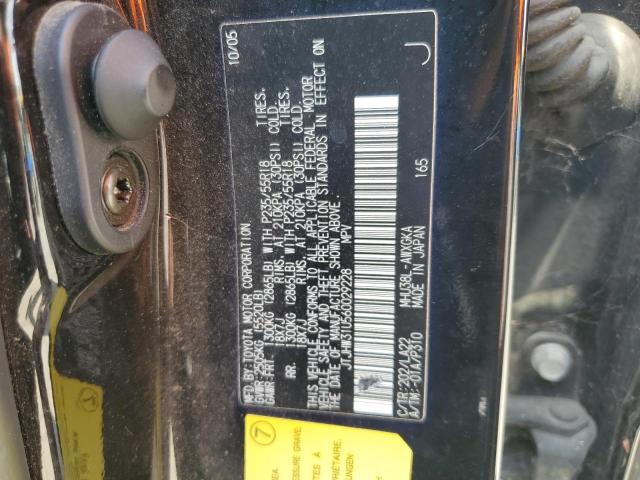 MFD. BY: TOYOTA MOTOR CORPORATION 10/05
GVWR: 2505KG (5520LB)
GAWR: FRT. 1300KG (2865LB) WITH P235/55R18 TIRES.
18X7J RIMS, AT 210KPA (30PSI) COLD.
RR. 1300KG (2865LB) WITH P235/55R18 TIRES.
18X7J RIMS, AT 210KPA (30PSI) COLD.
THIS VEHICLE CONFORMS TO ALL APPLICABLE FEDERAL MOTOR
VEHICLE SAFETY AND THEFT PREVENTION STANDARDS IN EFFECT ON
THE DATE OF MANUFACTURE SHOWN ABOVE.
JTJHW31U560029228 MPV
C/TR: 202/LA22 MHU38L-AWXGKA
A/TM: -01A/P310 MADE IN JAPAN 165
J
7